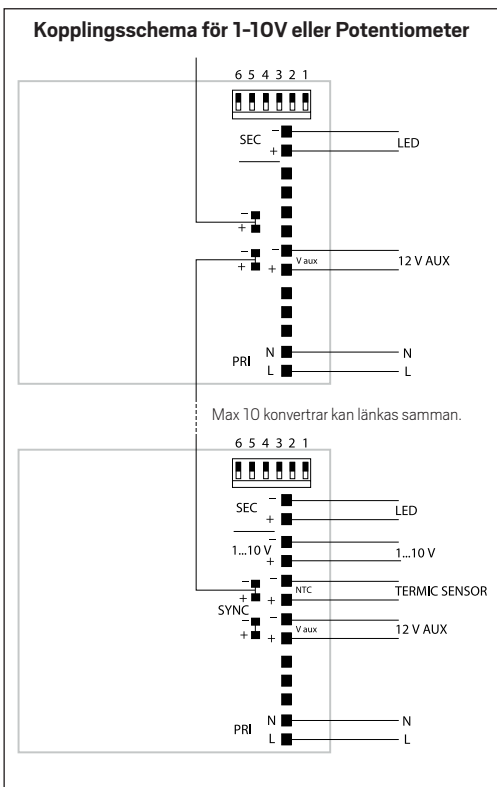 Kopplingsschema för 1-10V eller Potentiometer
6 5 4 3 2 1
SEC
−
+
LED
−
+
−
+
−
+
V aux
12 V AUX
PRI
N
L
N
L
Max 10 konvertrar kan länkas samman.
6 5 4 3 2 1
SEC
−
+
LED
1...10 V
−
+
1...10 V
−
+
SYNC
−
+
NTC
TERMIC SENSOR
−
+
−
+
V aux
12 V AUX
PRI
N
L
N
L